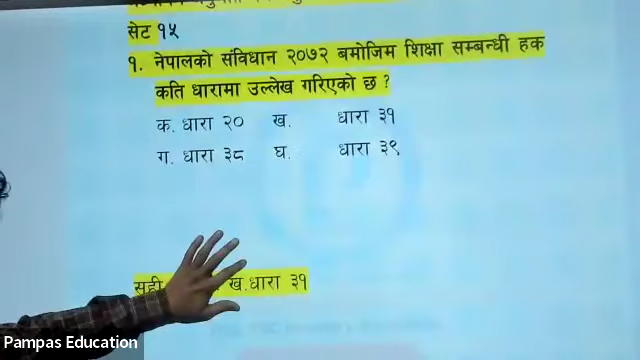 सेट १५
१. नेपालको संविधान २०७२ बमोजिम शिक्षा सम्बन्धी हक
कति धारामा उल्लेख गरिएको छ ?
क. धारा २० ख. धारा ३१
ग. धारा ३८ घ. धारा ३९
सही ख.धारा ३१
Pampas Education